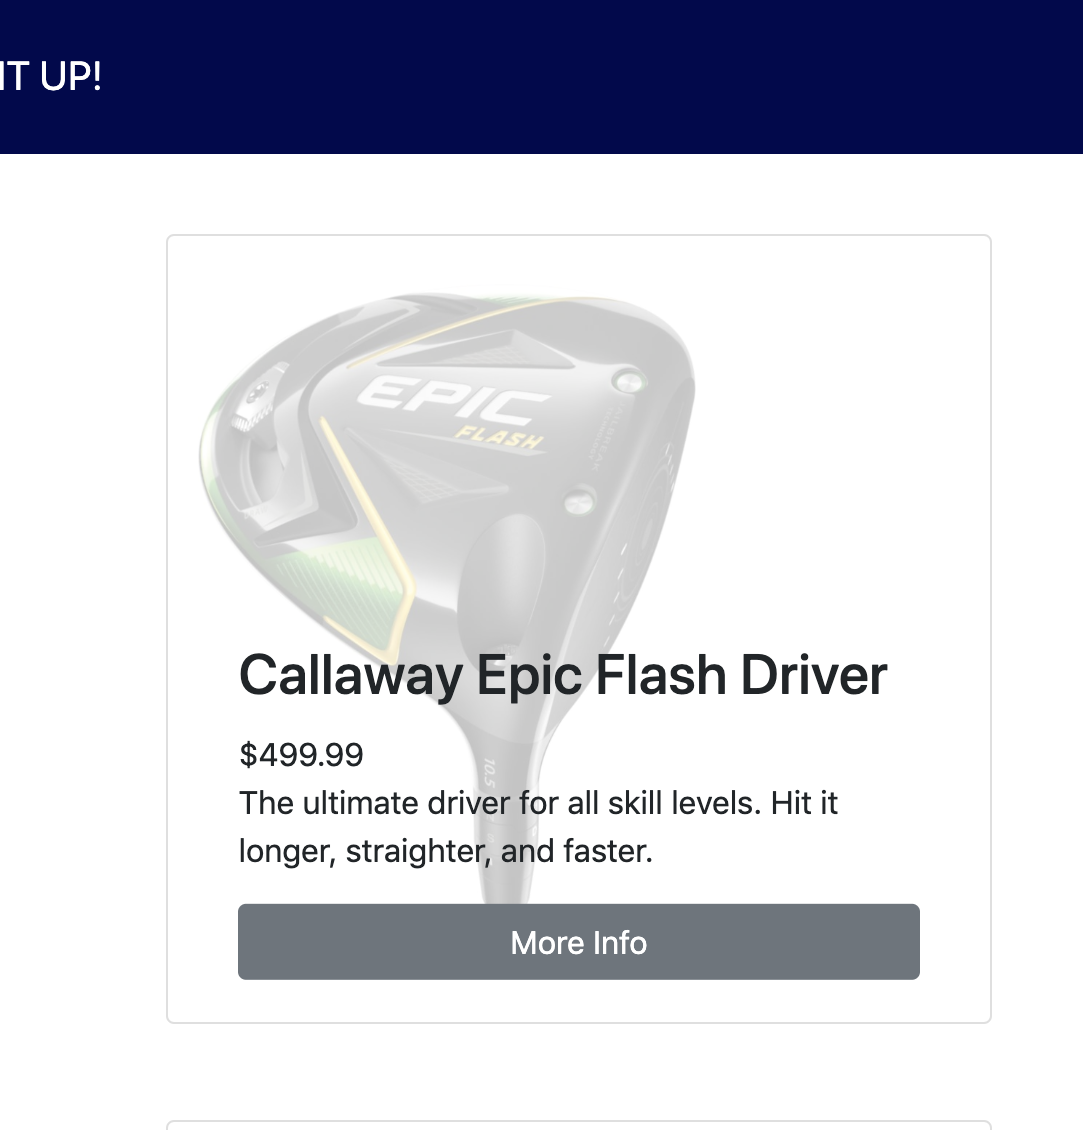 IT UP!
EPIC
FLASH
Callaway Epic Flash Driver
$499.99
10.5
The ultimate driver for all skill levels. Hit it
longer, straighter, and faster.
More Info